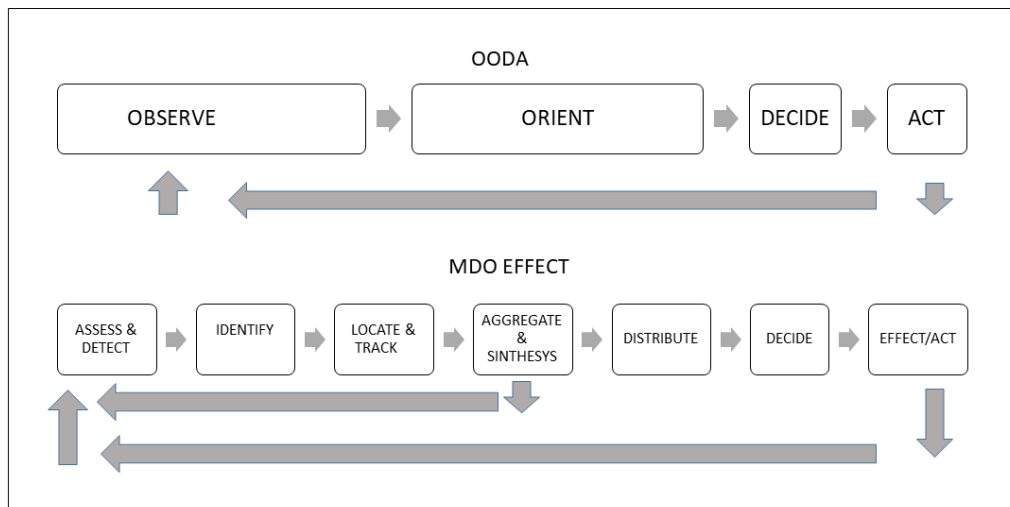 OODA
OBSERVE
ORIENT
DECIDE
ACT
MDO EFFECT
ASSESS &
DETECT
IDENTIFY
LOCATE &
TRACK
AGGREGATE
&
SINTHESYS
DISTRIBUTE
DECIDE
EFFECT/ACT